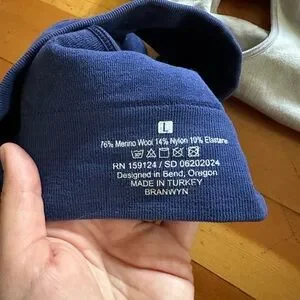 L
76% Merino Wool 14% Nylon 10% Elastane
RN 159124 / SD 06202024
Designed in Bend, Oregon
MADE IN TURKEY
BRANWYN